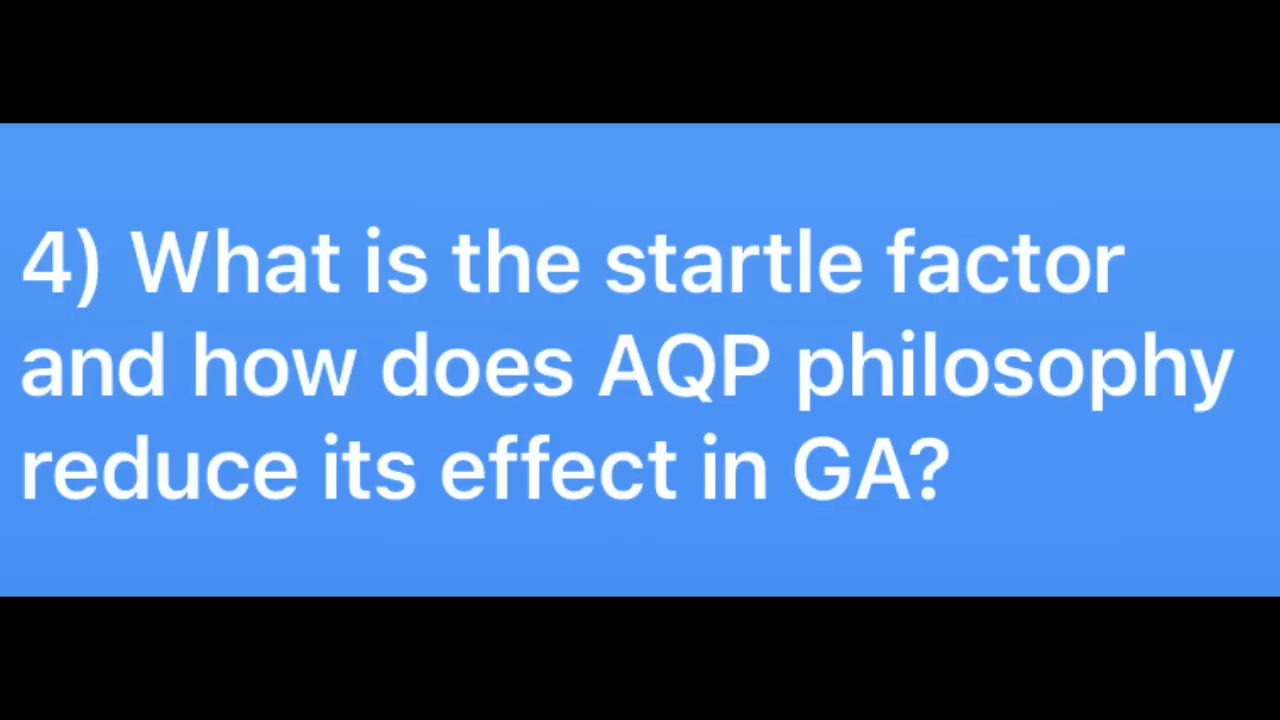 4) What is the startle factor
and how does AQP philosophy
reduce its effect in GA?